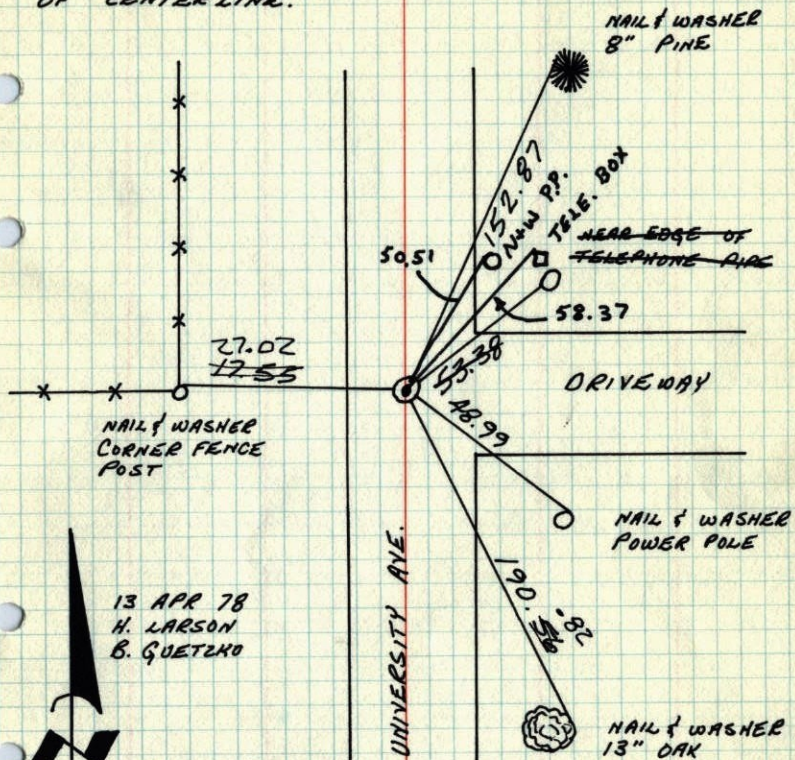 OF CENTERLINE.
NAIL & WASHER
8" PINE
152.87
N+W P.P.
TELE. BOX
NEAR EDGE OF
TELEPHONE PIPE
50.51
58.37
27.02
17.55
53.38
DRIVEWAY
48.99
NAIL & WASHER
CORNER FENCE
POST
NAIL & WASHER
POWER POLE
13 APR 78
H. LARSON
B. GUETZKO
UNIVERSITY AVE.
190.56 .82
NAIL & WASHER
13" OAK
N